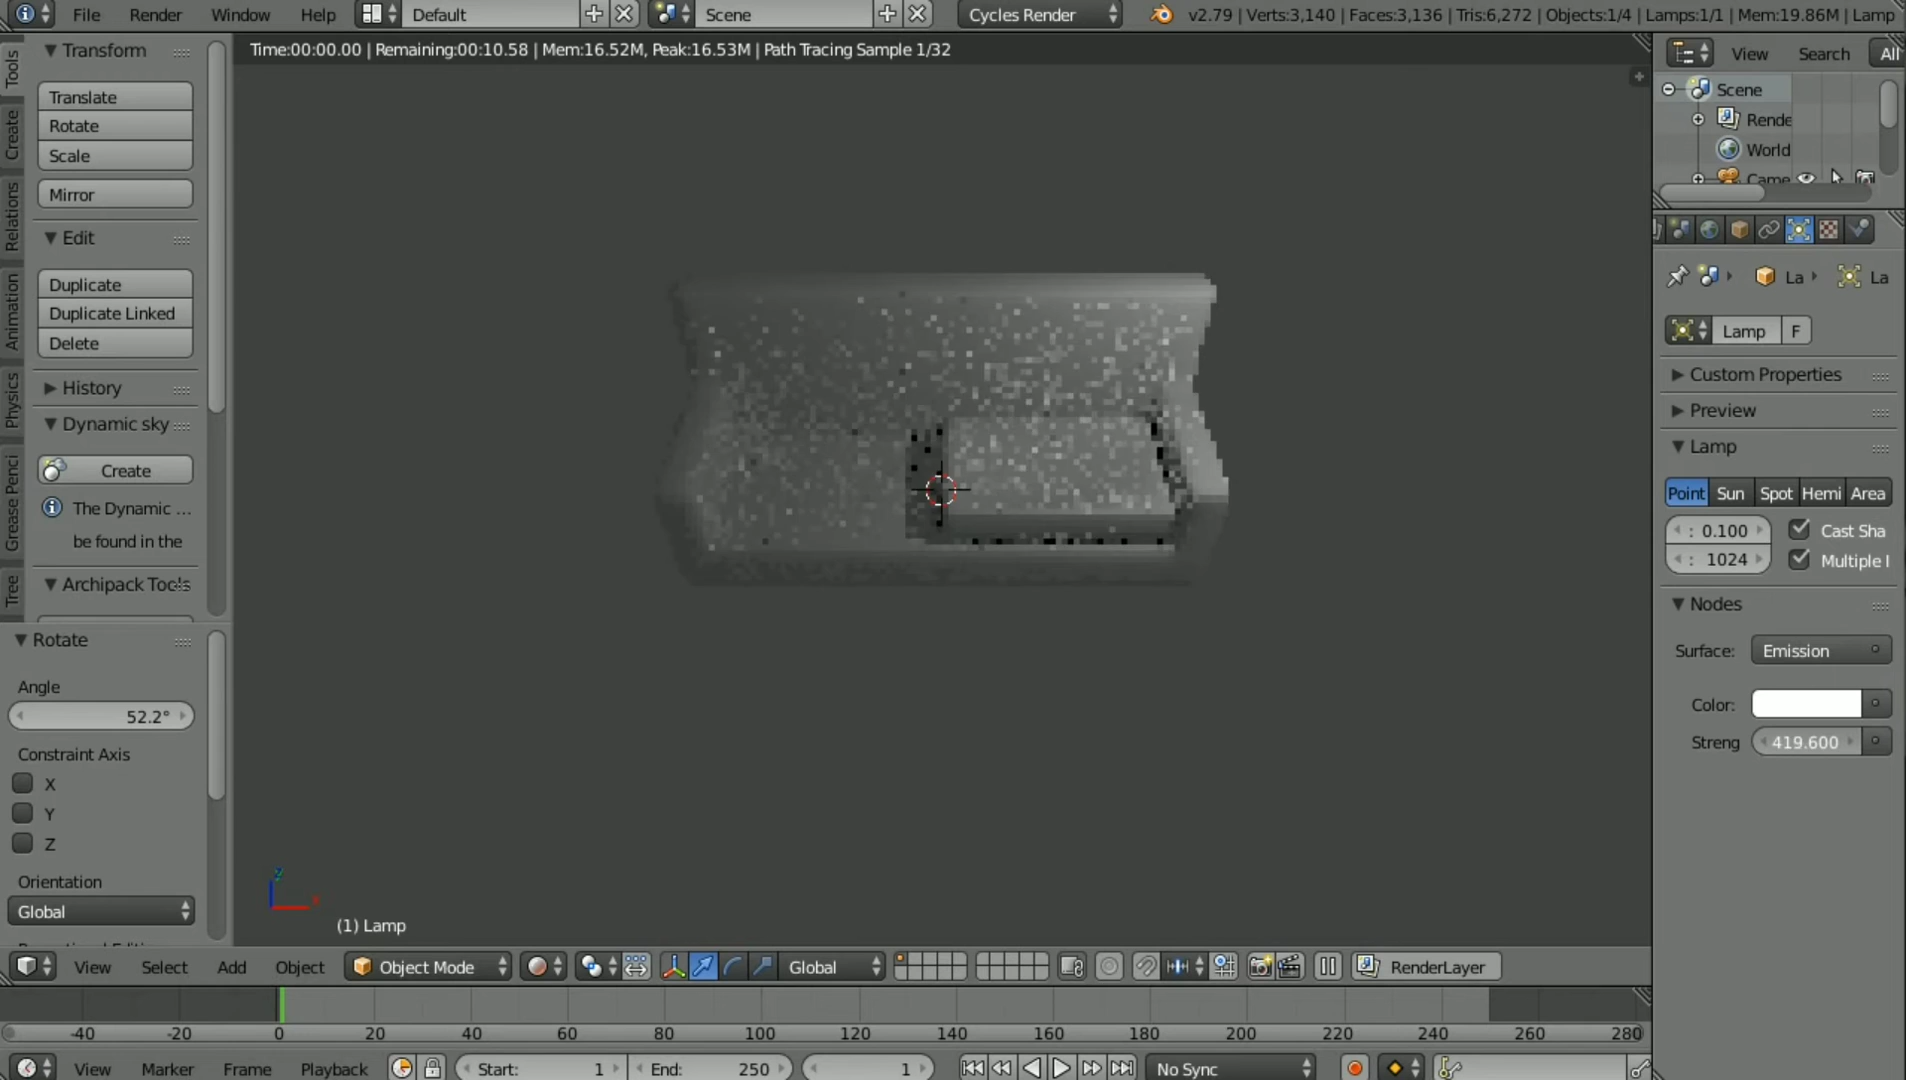 File Render Window Help Default Scene Cycles Render v2.79 | Verts:3,140 | Faces:3,136 | Tris:6,272 | Objects:1/4 | Lamps:1/1 | Mem:19.86M | Lamp
Time:00:00.00 | Remaining:00:10.58 | Mem:16.52M, Peak:16.53M | Path Tracing Sample 1/32
Tools
Create
Relations
Animation
Physics
Grease Penci
Tree
Transform
Translate
Rotate
Scale
Mirror
Edit
Duplicate
Duplicate Linked
Delete
History
Dynamic sky
Create
The Dynamic ...
be found in the
Archipack Tools
Rotate
Angle
52.2°
Constraint Axis
X
Y
Z
Orientation
Global
z
x
(1) Lamp
View Search All
Scene
Rende
World
Came
La La
Lamp F
Custom Properties
Preview
Lamp
Point Sun Spot Hemi Area
: 0.100 Cast Sha
: 1024 Multiple I
Nodes
Surface: Emission
Color:
Streng 419.600
View Select Add Object Object Mode Global RenderLayer
-40 -20 0 20 40 60 80 100 120 140 160 180 200 220 240 260 280
View Marker Frame Playback Start: 1 End: 250 1 No Sync